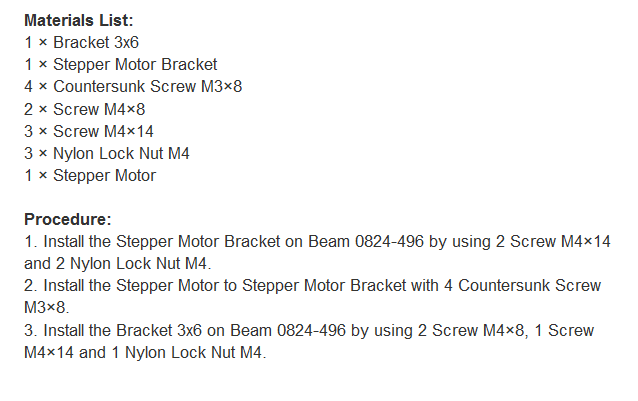 Materials List:
1 × Bracket 3x6
1 × Stepper Motor Bracket
4 × Countersunk Screw M3×8
2 × Screw M4×8
3 × Screw M4×14
3 × Nylon Lock Nut M4
1 × Stepper Motor
Procedure:
1. Install the Stepper Motor Bracket on Beam 0824-496 by using 2 Screw M4×14
and 2 Nylon Lock Nut M4.
2. Install the Stepper Motor to Stepper Motor Bracket with 4 Countersunk Screw
M3×8.
3. Install the Bracket 3x6 on Beam 0824-496 by using 2 Screw M4×8, 1 Screw
M4×14 and 1 Nylon Lock Nut M4.